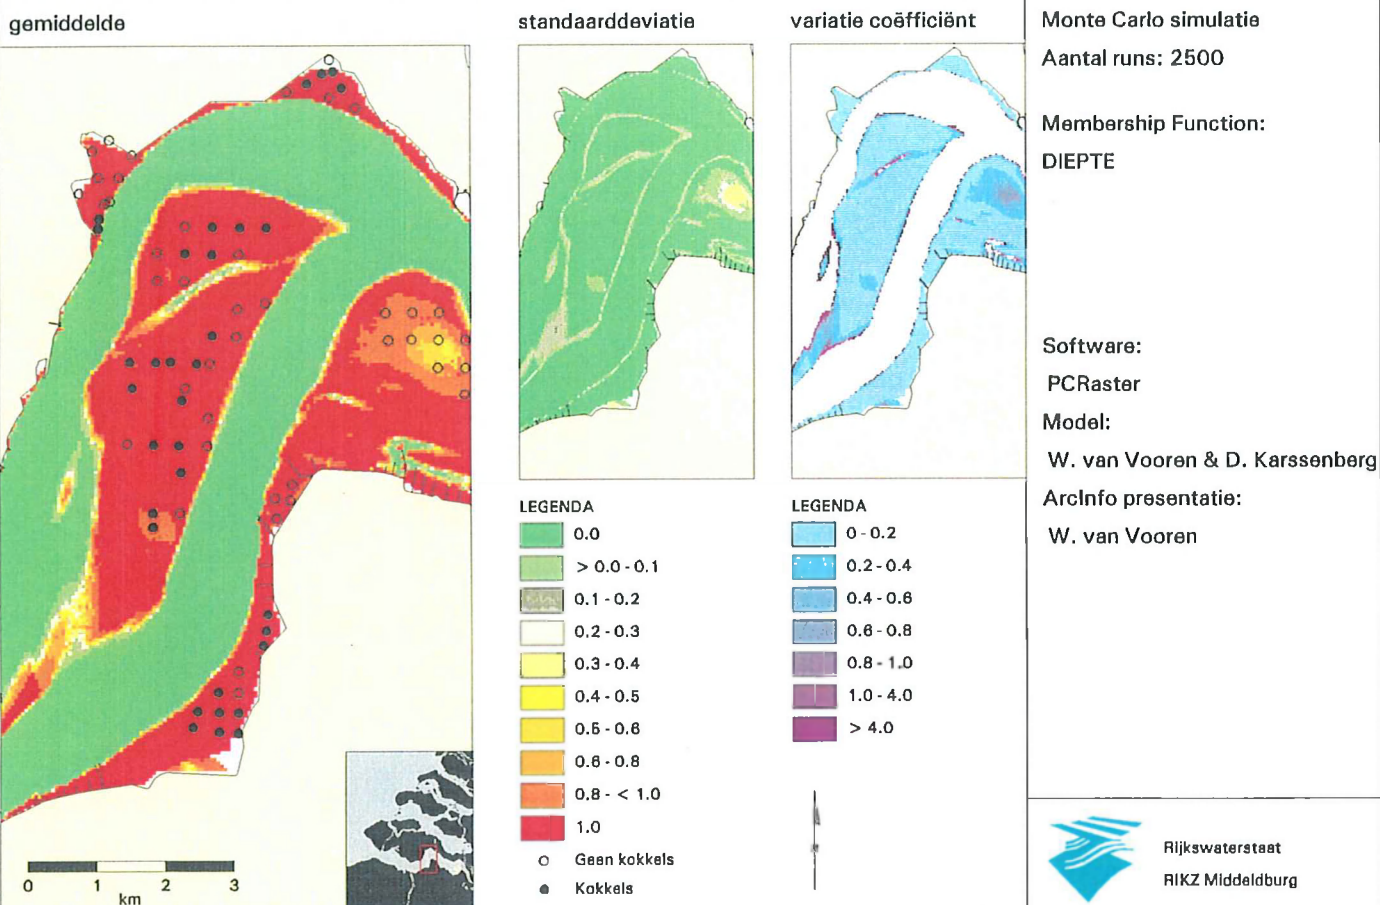 gemiddelde
standaarddeviatie
variatie coëfficiënt
Monte Carlo simulatie
Aantal runs: 2500
Membership Function:
DIEPTE
Software:
PCRaster
Model:
W. van Vooren & D. Karssenberg
ArcInfo presentatie:
W. van Vooren
LEGENDA
0.0
> 0.0 - 0.1
0.1 - 0.2
0.2 - 0.3
0.3 - 0.4
0.4 - 0.5
0.5 - 0.6
0.6 - 0.8
0.8 - < 1.0
1.0
Geen kokkels
Kokkels
LEGENDA
0 - 0.2
0.2 - 0.4
0.4 - 0.6
0.6 - 0.8
0.8 - 1.0
1.0 - 4.0
> 4.0
0 1 2 3
km
Rijkswaterstaat
RIKZ Middelburg